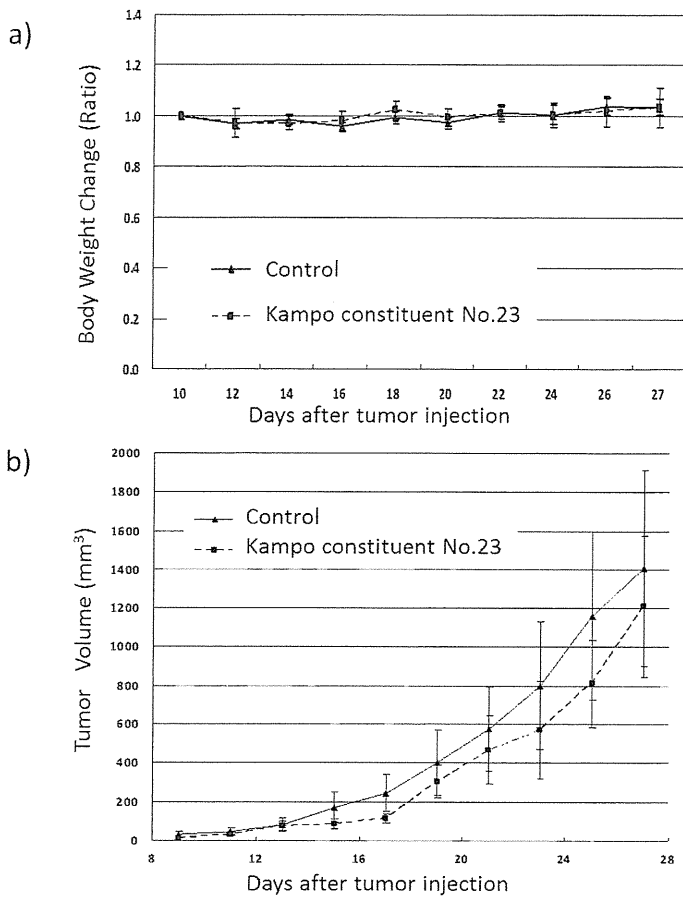 a)
Body Weight Change (Ratio)
1.4
1.2
1.0
0.8
0.6
0.4
0.2
0.0
Control
Kampo constituent No.23
10 12 14 16 18 20 22 24 26 27
Days after tumor injection
b)
Tumor Volume (mm³)
2000
1800
1600
1400
1200
1000
800
600
400
200
0
Control
Kampo constituent No.23
8 12 16 20 24 28
Days after tumor injection